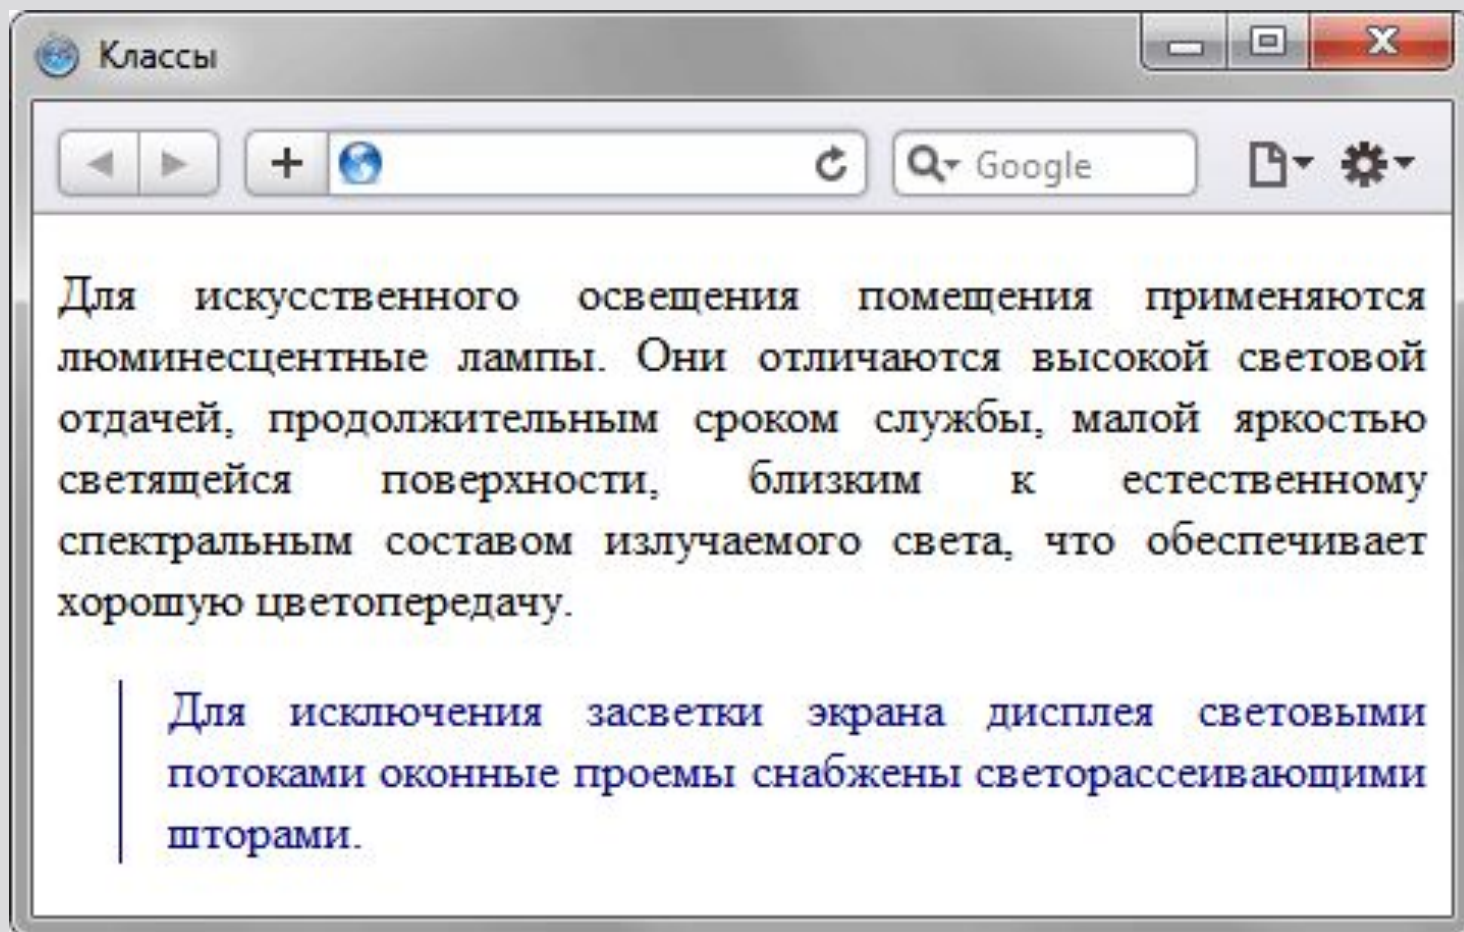 Классы
Google
Для искусственного освещения помещения применяются
люминесцентные лампы. Они отличаются высокой световой
отдачей, продолжительным сроком службы, малой яркостью
светящейся поверхности, близким к естественному
спектральным составом излучаемого света, что обеспечивает
хорошую цветопередачу.
Для исключения засветки экрана дисплея световыми
потоками оконные проемы снабжены светорассеивающими
шторами.